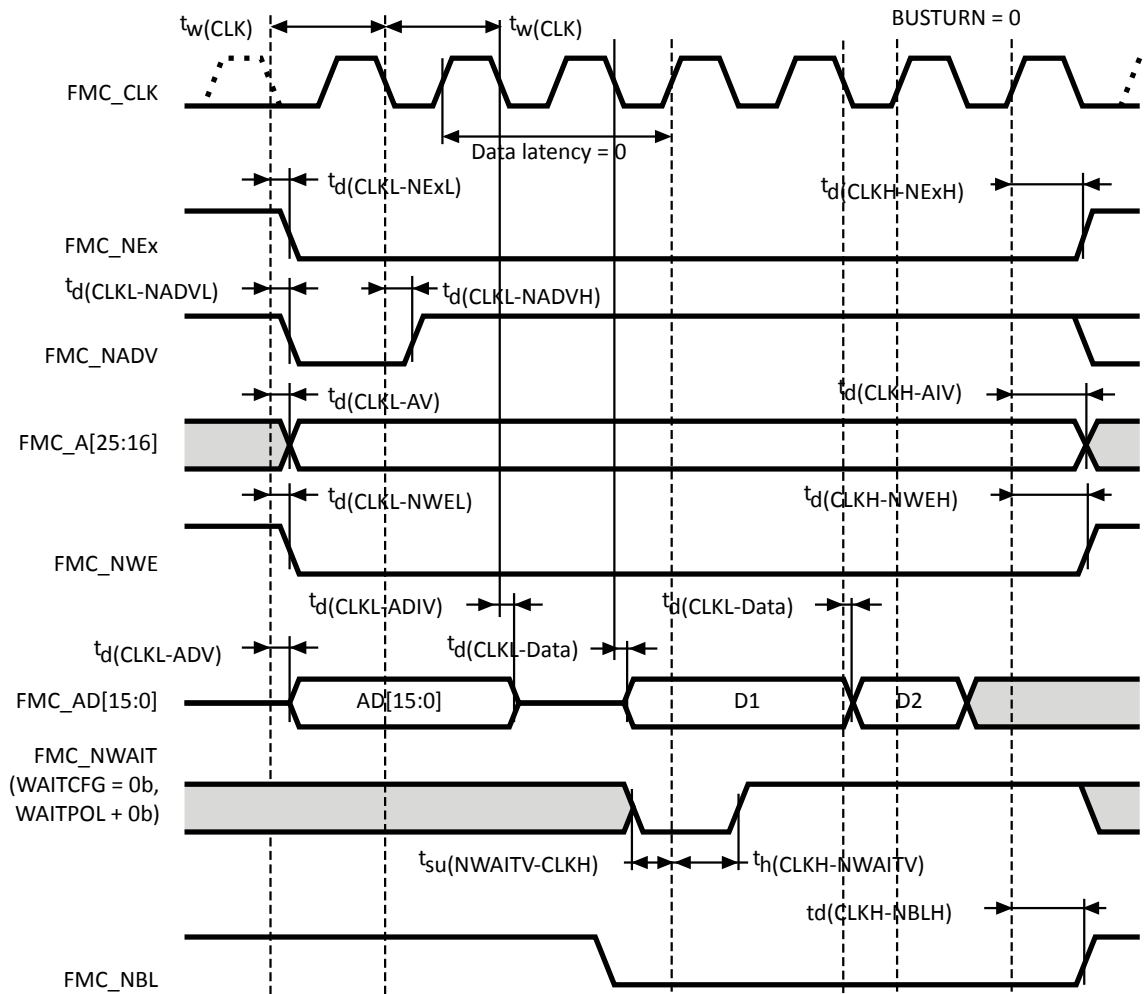 tw(CLK)
tw(CLK)
BUSTURN = 0
FMC_CLK
Data latency = 0
td(CLKL-NExL)
td(CLKH-NExH)
FMC_NEx
td(CLKL-NADVL)
td(CLKL-NADVH)
FMC_NADV
td(CLKL-AV)
td(CLKH-AIV)
FMC_A[25:16]
td(CLKL-NWEL)
td(CLKH-NWEH)
FMC_NWE
td(CLKL-ADIV)
td(CLKL-Data)
td(CLKL-ADV)
td(CLKL-Data)
FMC_AD[15:0]
AD[15:0]
D1
D2
FMC_NWAIT
(WAITCFG = 0b,
WAITPOL + 0b)
tsu(NWAITV-CLKH)
th(CLKH-NWAITV)
td(CLKH-NBLH)
FMC_NBL